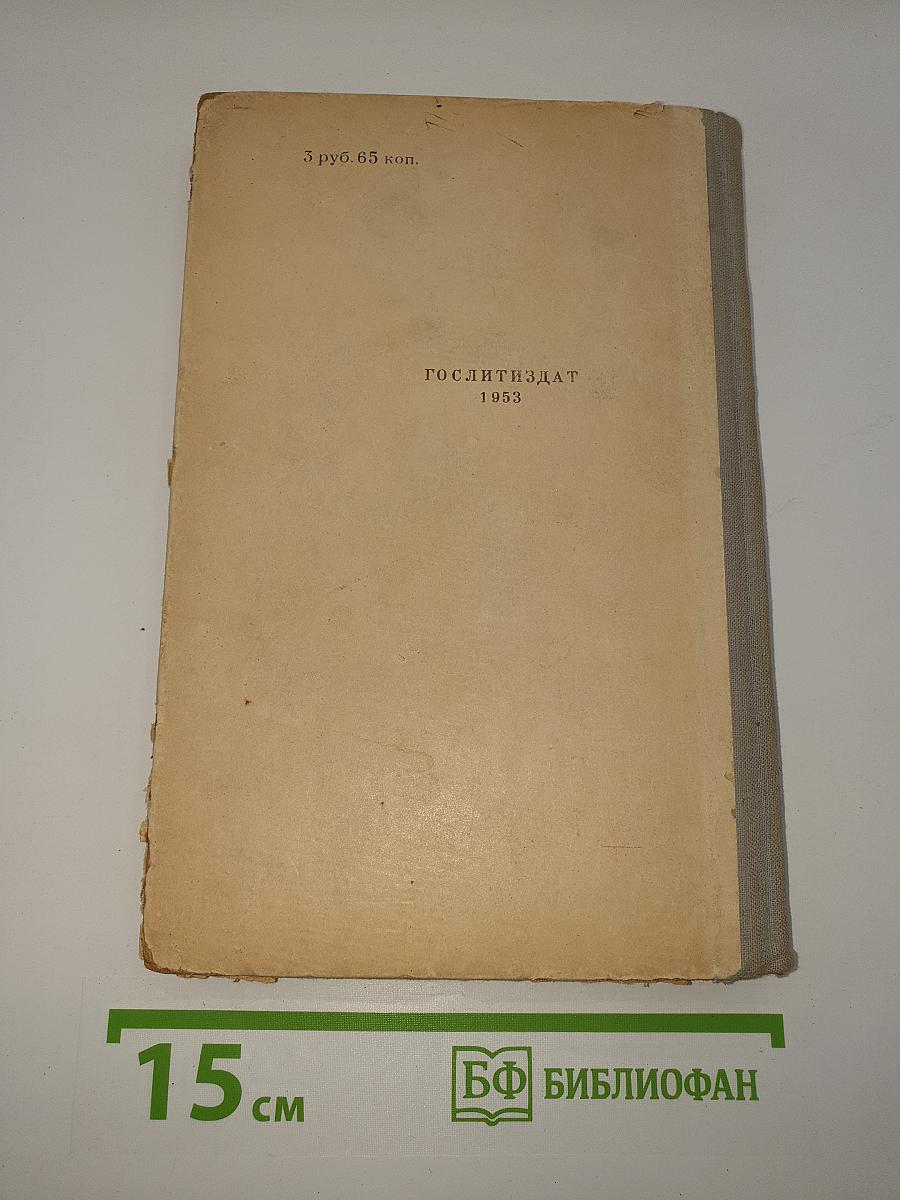 3 руб. 65 коп.
ГОСЛИТИЗДАТ
1953
15 см
БФ БИБЛИОФАН